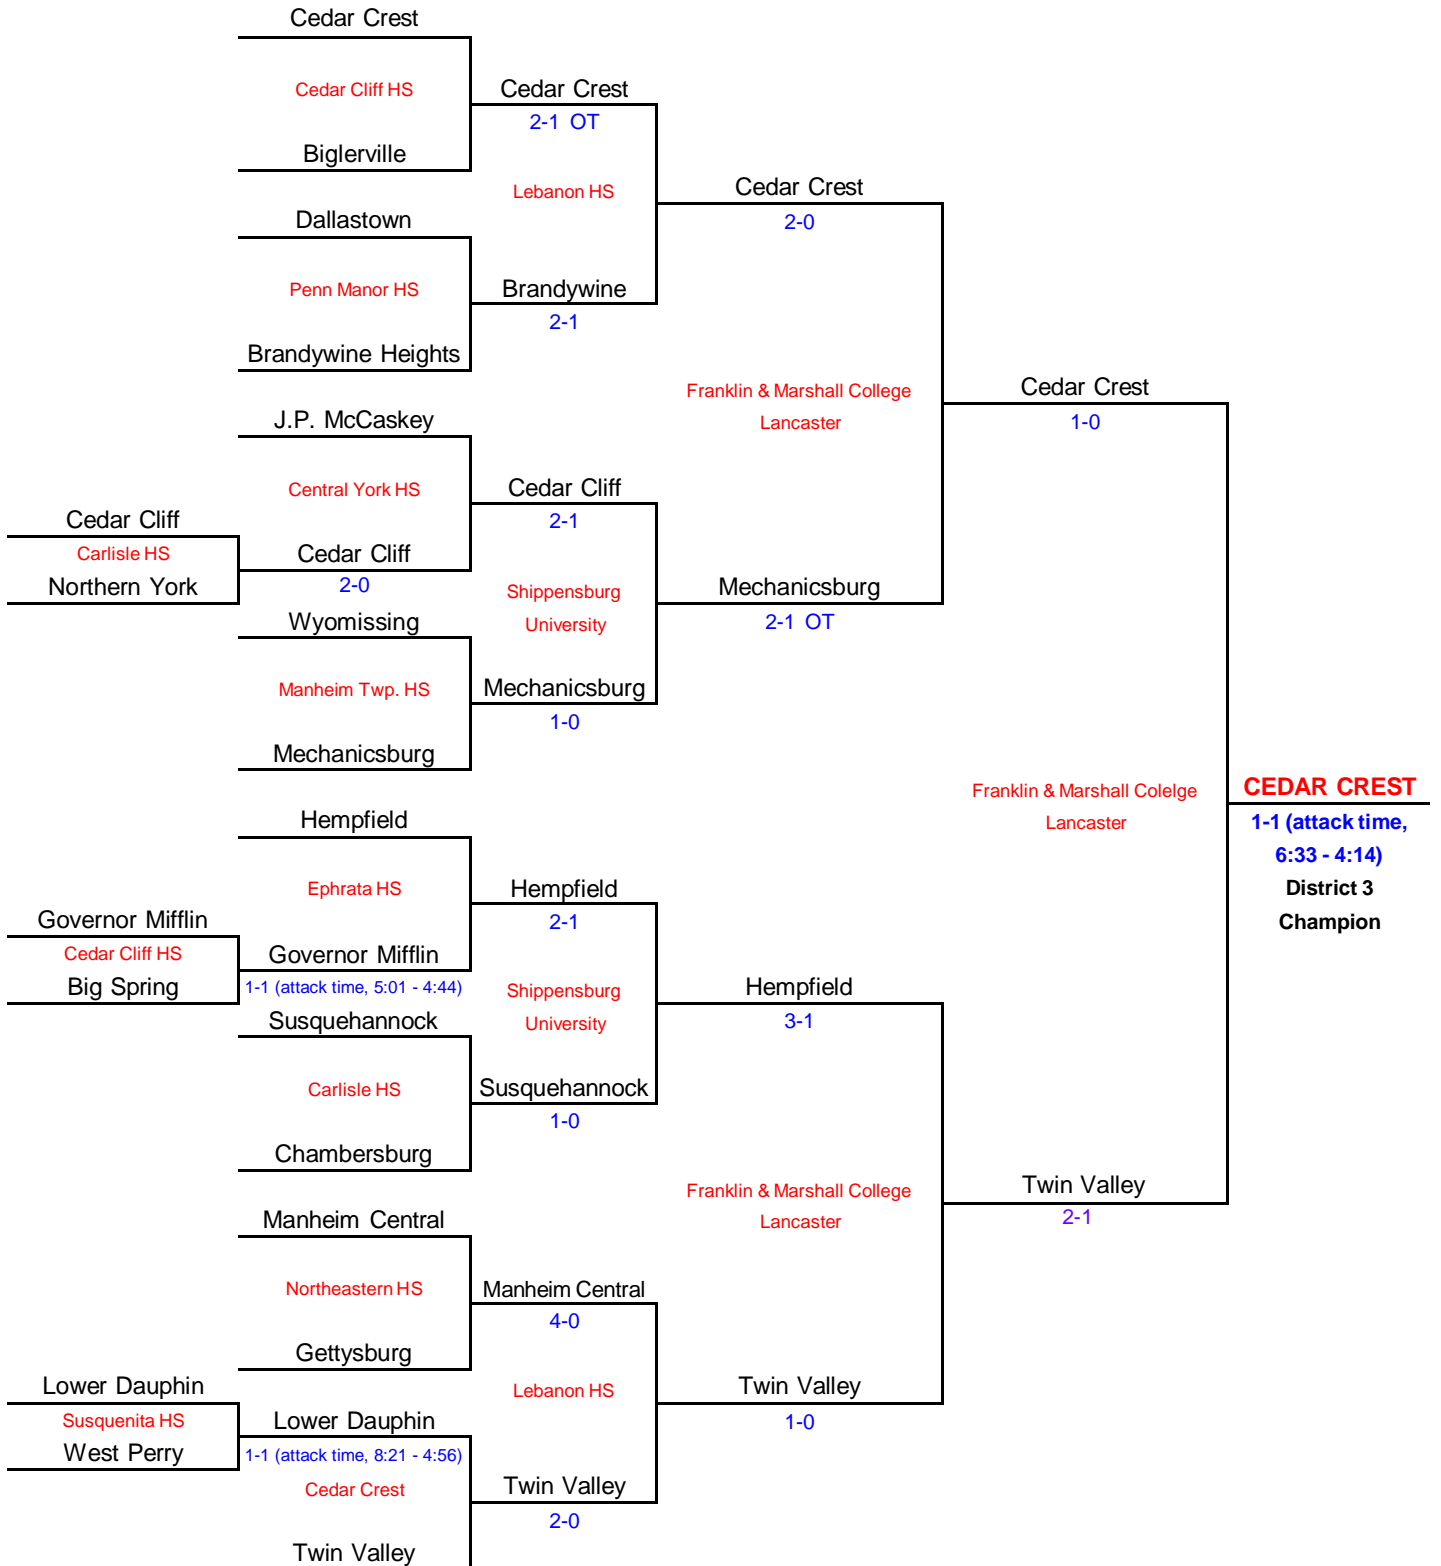 Cedar Crest
Cedar Cliff HS
Cedar Crest
2-1 OT
Biglerville
Lebanon HS
Cedar Crest
2-0
Dallastown
Penn Manor HS
Brandywine
2-1
Brandywine Heights
Franklin & Marshall College
Lancaster
Cedar Crest
1-0
J.P. McCaskey
Central York HS
Cedar Cliff
2-1
Cedar Cliff
Carlisle HS
Northern York
Cedar Cliff
2-0
Shippensburg
University
Mechanicsburg
2-1 OT
Wyomissing
Manheim Twp. HS
Mechanicsburg
1-0
Mechanicsburg
Franklin & Marshall Colelge
Lancaster
CEDAR CREST
1-1 (attack time,
6:33 - 4:14)
District 3
Champion
Hempfield
Ephrata HS
Hempfield
2-1
Governor Mifflin
Cedar Cliff HS
Big Spring
Governor Mifflin
1-1 (attack time, 5:01 - 4:44)
Shippensburg
University
Hempfield
3-1
Susquehannock
Carlisle HS
Susquehannock
1-0
Chambersburg
Franklin & Marshall College
Lancaster
Twin Valley
2-1
Manheim Central
Northeastern HS
Manheim Central
4-0
Gettysburg
Lebanon HS
Twin Valley
1-0
Lower Dauphin
Susquenita HS
West Perry
Lower Dauphin
1-1 (attack time, 8:21 - 4:56)
Cedar Crest
Twin Valley
2-0
Twin Valley